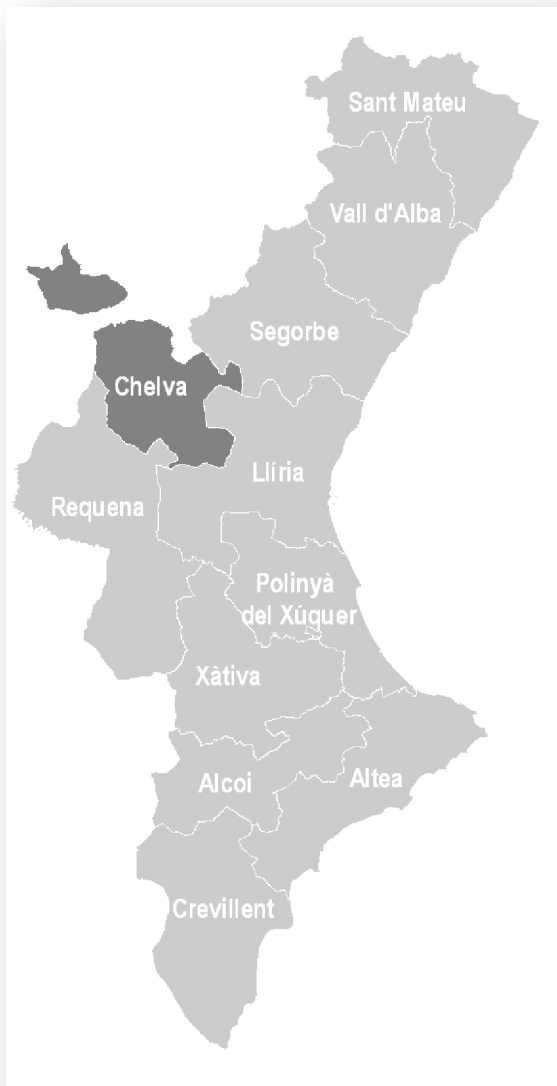 Sant Mateu
Vall d'Alba
Segorbe
Chelva
Llíria
Requena
Polinyà
del Xúquer
Xàtiva
Alcoi
Altea
Crevillent